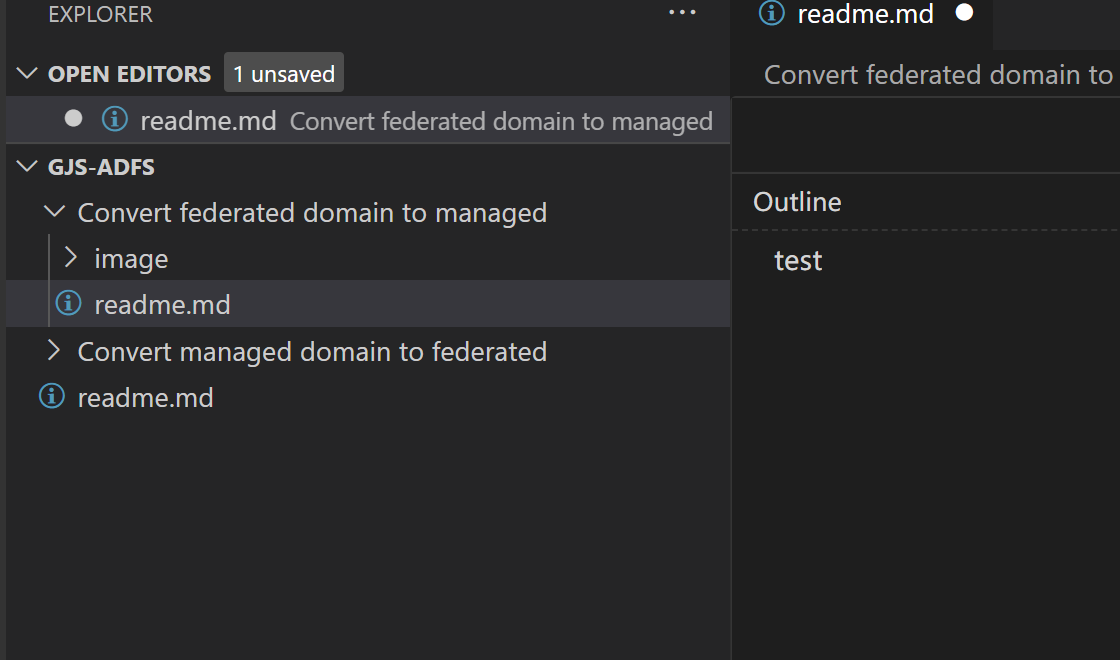 EXPLORER
OPEN EDITORS 1 unsaved
readme.md Convert federated domain to managed
GJS-ADFS
Convert federated domain to managed
image
readme.md
Convert managed domain to federated
readme.md
readme.md
Convert federated domain to
Outline
test